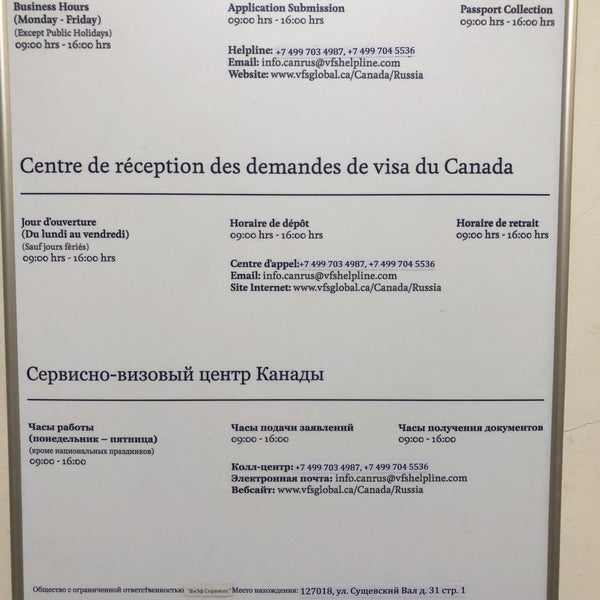 Business Hours
(Monday - Friday)
(Except Public Holidays)
09:00 hrs - 16:00 hrs
Application Submission
09:00 hrs - 16:00 hrs
Passport Collection
09:00 hrs - 16:00 hrs
Helpline: +7 499 703 4987, +7 499 704 5536
Email: info.canrus@vfshelpline.com
Website: www.vfsglobal.ca/Canada/Russia
Centre de réception des demandes de visa du Canada
Jour d'ouverture
(Du lundi au vendredi)
(Sauf jours fériés)
09:00 hrs - 16:00 hrs
Horaire de dépôt
09:00 hrs - 16:00 hrs
Horaire de retrait
09:00 hrs - 16:00 hrs
Centre d'appel:+7 499 703 4987, +7 499 704 5536
Email: info.canrus@vfshelpline.com
Site Internet: www.vfsglobal.ca/Canada/Russia
Сервисно-визовый центр Канады
Часы работы
(понедельник – пятница)
(кроме национальных праздников)
09:00 - 16:00
Часы подачи заявлений
09:00 - 16:00
Часы получения документов
09:00 - 16:00
Колл-центр: +7 499 703 4987, +7 499 704 5536
Электронная почта: info.canrus@vfshelpline.com
Вебсайт: www.vfsglobal.ca/Canada/Russia
Общество с ограниченной ответственностью "ВиЭф Сервисес" Место нахождения: 127018, ул. Сущевский Вал д. 31 стр. 1